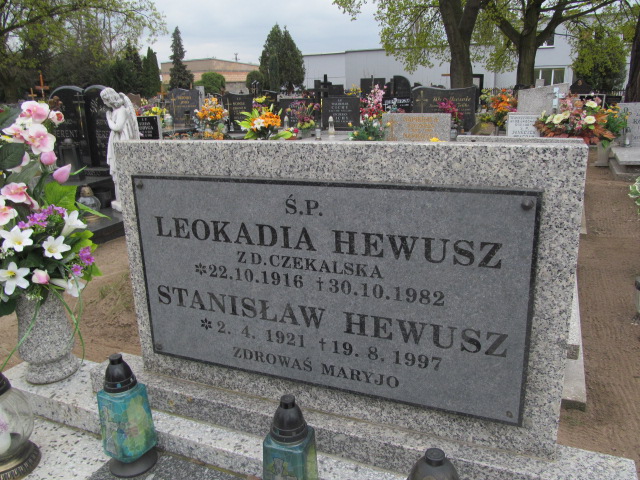 Ś.P.
LEOKADIA HEWUSZ
Z D. CZEKALSKA
*22.10.1916 †30.10.1982
STANISŁAW HEWUSZ
*2. 4. 1921 †19. 8. 1997
ZDROWAŚ MARYJO